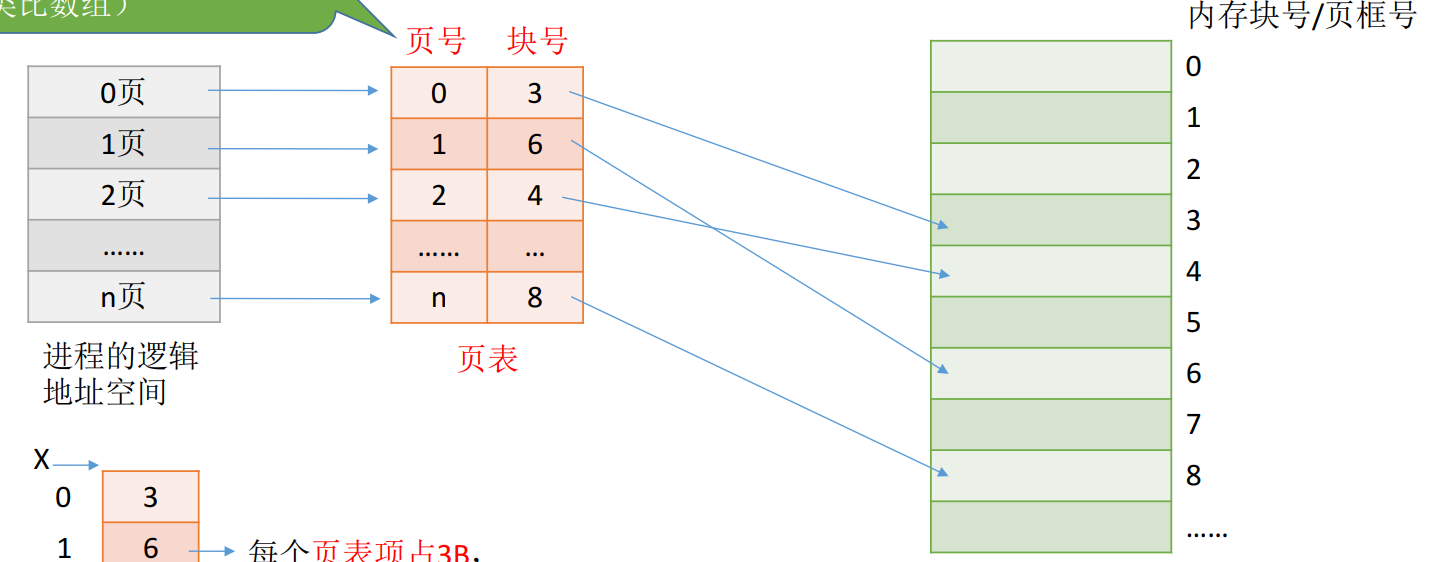 类比数组）
页号 块号
内存块号/页框号
0页
1页
2页
……
n页
进程的逻辑
地址空间
0 3
1 6
2 4
…… …
n 8
页表
0
1
2
3
4
5
6
7
8
……
X
0 3
1 6
每个页表项占3B，